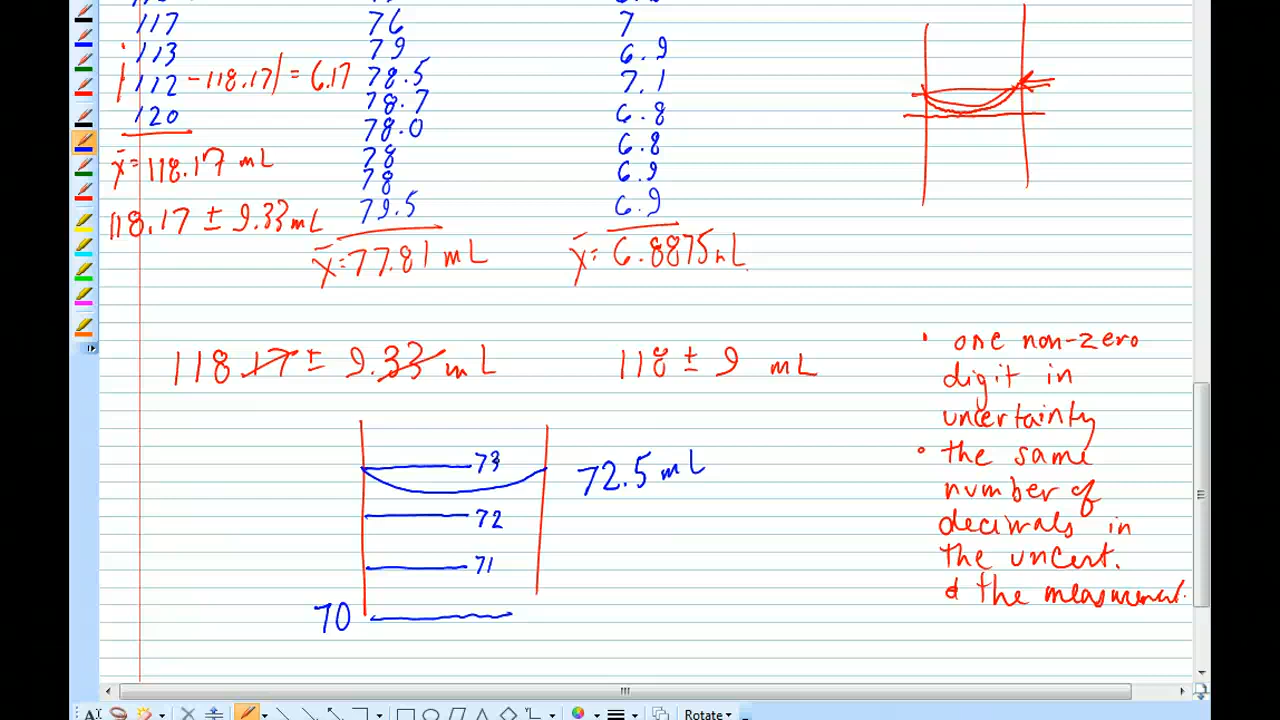 117 76 7
113 79 6.9
|112 -118.17| = 6.17 78.5 7.1
120 78.7 6.8
78.0 6.8
x̄ = 118.17 mL 78 6.9
78
118.17 ± 9.33 mL 79.5 6.9
x̄ = 77.81 mL x̄ = 6.8875 mL
118.17 ± 9.33 mL 118 ± 9 mL
• one non-zero
digit in
uncertainty
• the same
number of
decimals in
the uncert.
& the measurement.
73
72.5 mL
72
71
70
Rotate